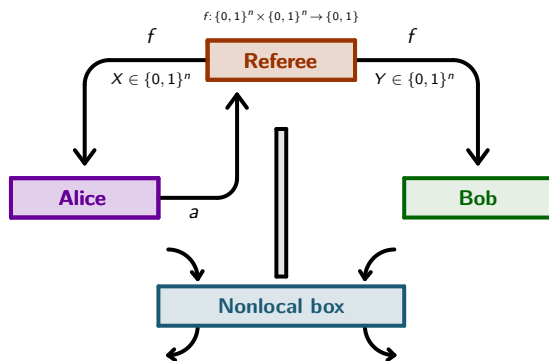 f: {0, 1}ⁿ × {0, 1}ⁿ → {0, 1}
f
f
Referee
X ∈ {0, 1}ⁿ
Y ∈ {0, 1}ⁿ
Alice
Bob
a
Nonlocal box